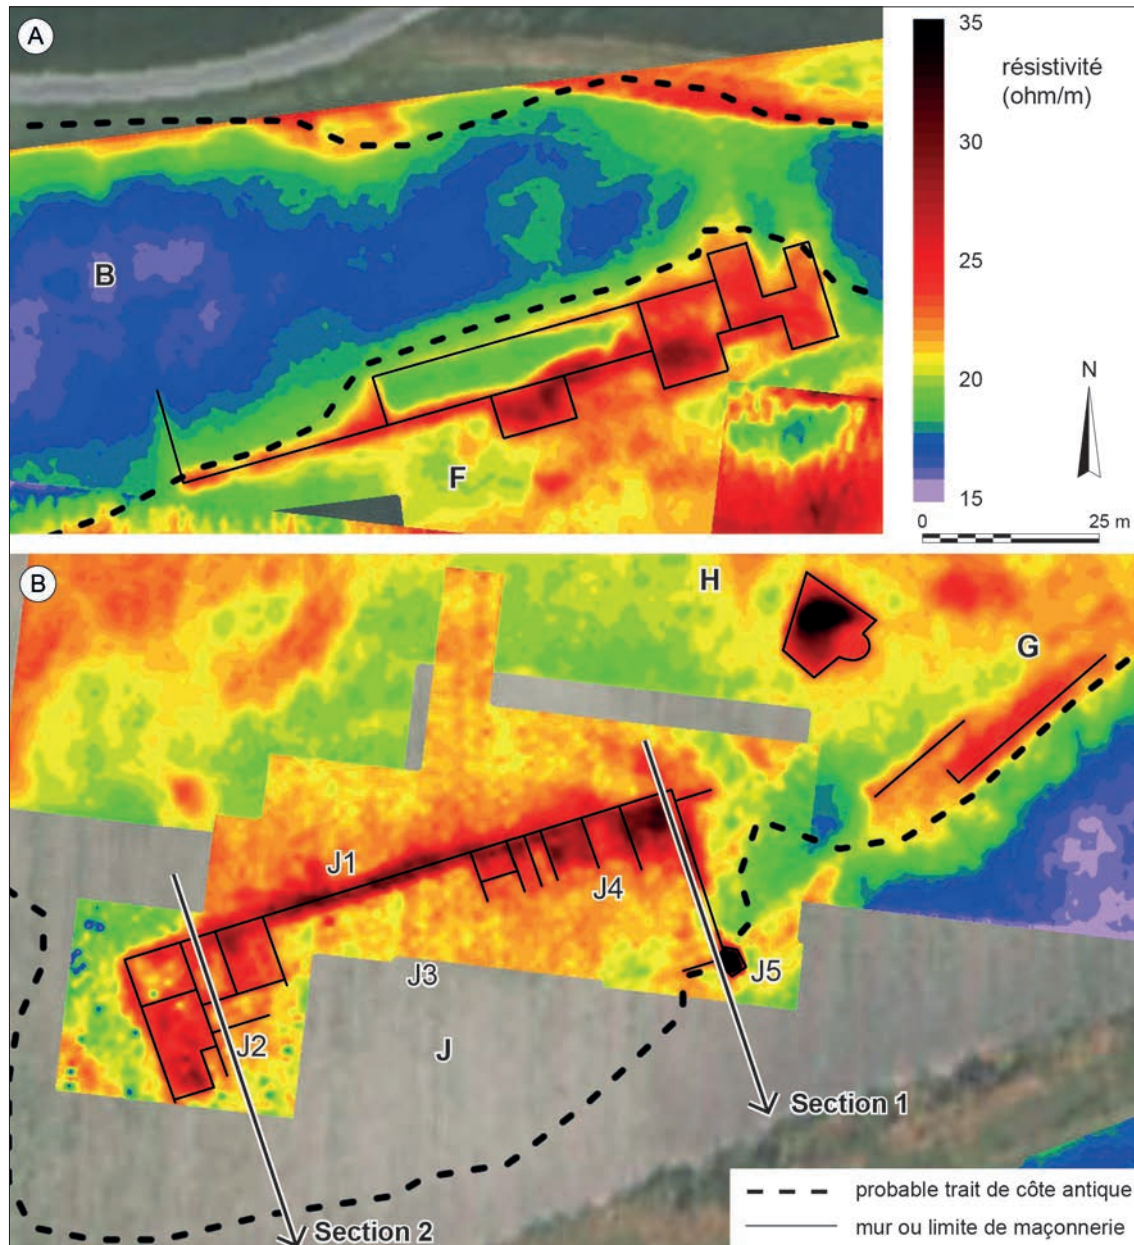 A
B
F
35
résistivité
(ohm/m)
30
25
20
15
N
0 25 m
B
H
G
J1
J4
J3
J5
J2
J
Section 1
Section 2
probable trait de côte antique
mur ou limite de maçonnerie